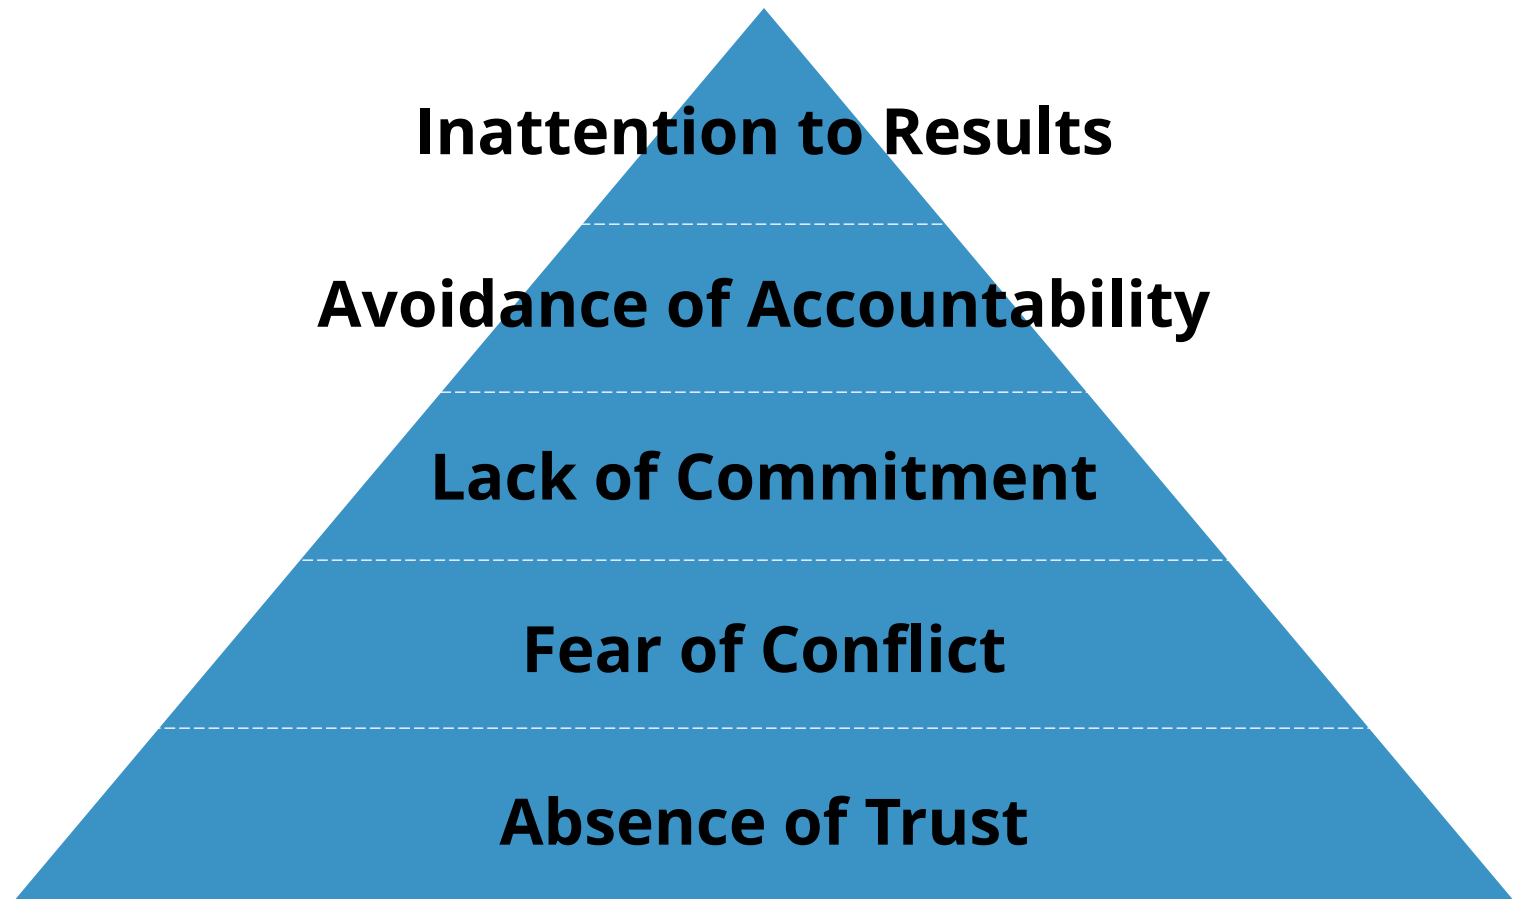 Inattention to Results
Avoidance of Accountability
Lack of Commitment
Fear of Conflict
Absence of Trust